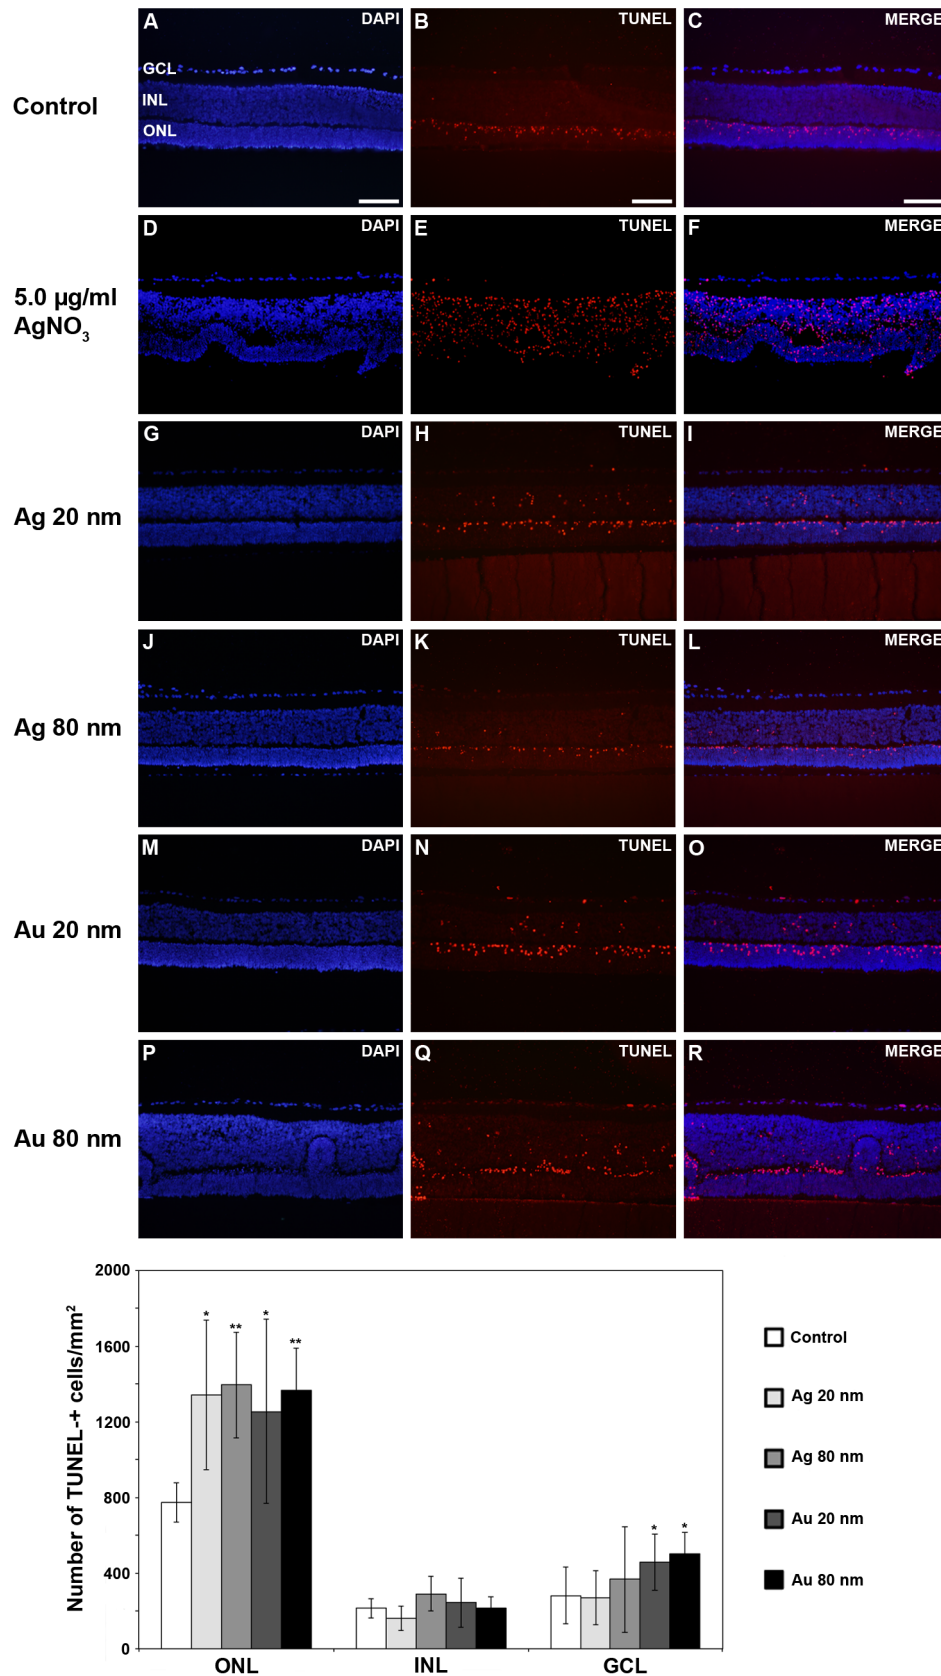 A DAPI
B TUNEL
C MERGE
GCL
INL
ONL
Control
D DAPI
E TUNEL
F MERGE
5.0 µg/ml
AgNO3
G DAPI
H TUNEL
I MERGE
Ag 20 nm
J DAPI
K TUNEL
L MERGE
Ag 80 nm
M DAPI
N TUNEL
O MERGE
Au 20 nm
P DAPI
Q TUNEL
R MERGE
Au 80 nm
Number of TUNEL-+ cells/mm²
2000
1600
1200
800
400
0
* ** * **
* *
ONL INL GCL
Control
Ag 20 nm
Ag 80 nm
Au 20 nm
Au 80 nm